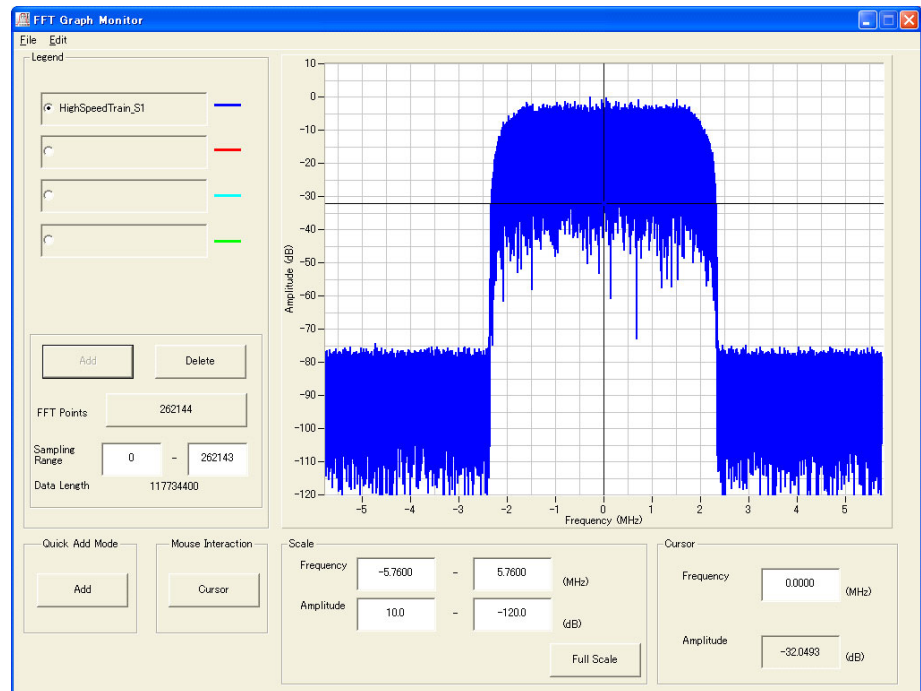 FFT Graph Monitor
File Edit
Legend
HighSpeedTrain_S1
Add Delete
FFT Points 262144
Sampling
Range 0 - 262143
Data Length 117734400
10
0
-10
-20
-30
-40
-50
-60
-70
-80
-90
-100
-110
-120
Amplitude (dB)
-5 -4 -3 -2 -1 0 1 2 3 4 5
Frequency (MHz)
Quick Add Mode
Add
Mouse Interaction
Cursor
Scale
Frequency -5.7600 - 5.7600 (MHz)
Amplitude 10.0 - -120.0 (dB)
Full Scale
Cursor
Frequency 0.0000 (MHz)
Amplitude -32.0493 (dB)